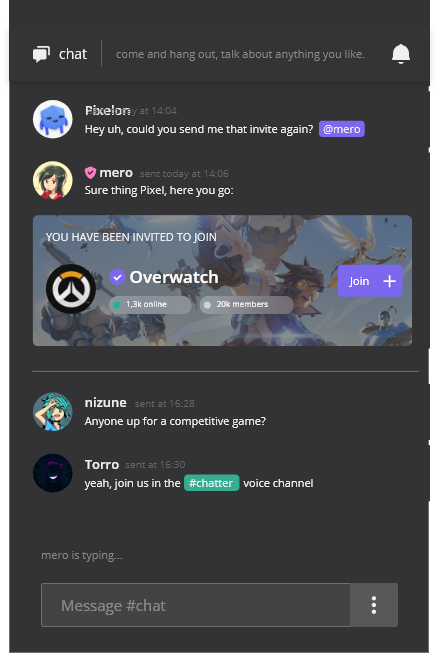 chat come and hang out, talk about anything you like.
Pixelon sent today at 14:04
Hey uh, could you send me that invite again? @mero
mero sent today at 14:06
Sure thing Pixel, here you go:
YOU HAVE BEEN INVITED TO JOIN
Overwatch
Join
1,3k online 20k members
nizune sent at 16:28
Anyone up for a competitive game?
Torro sent at 16:30
yeah, join us in the #chatter voice channel
mero is typing...
Message #chat